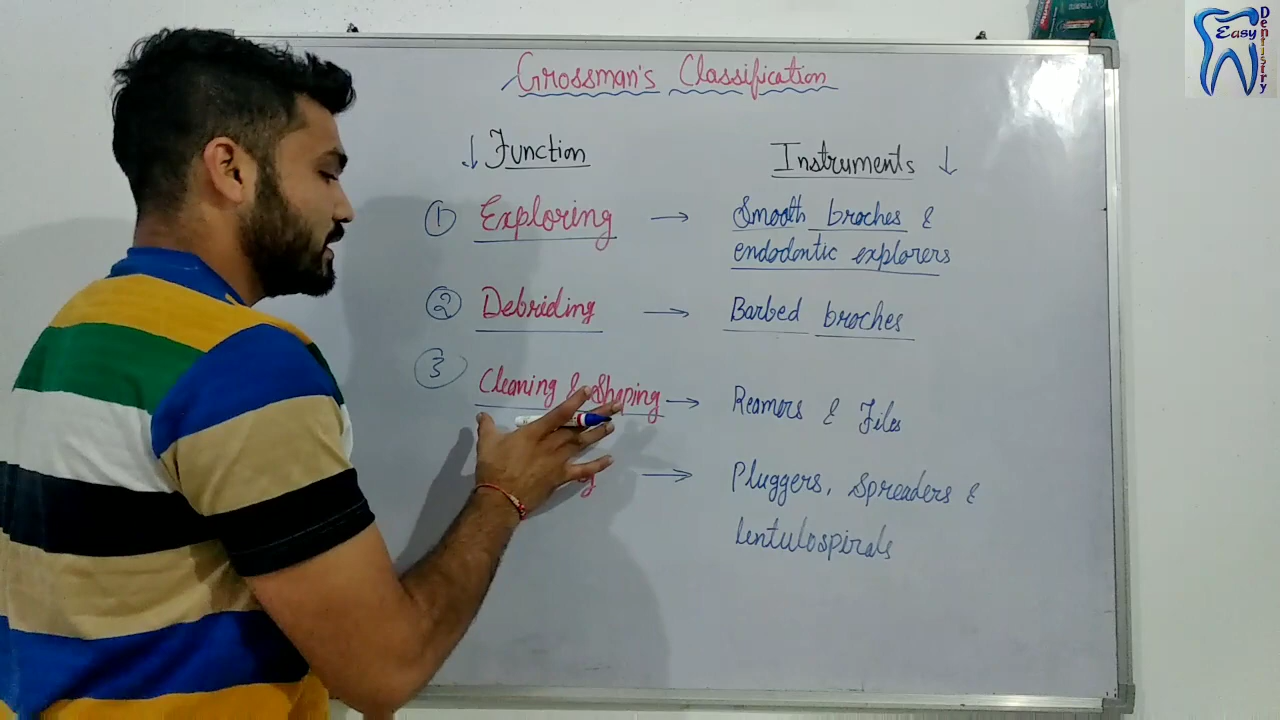 Easy Dentistry
Grossman's Classification
↓ Function
Instruments ↓
① Exploring → Smooth broches &
endodontic explorers
② Debriding → Barbed broches
③ Cleaning & Shaping → Reamers & Files
→ Pluggers, Spreaders &
lentulospirals